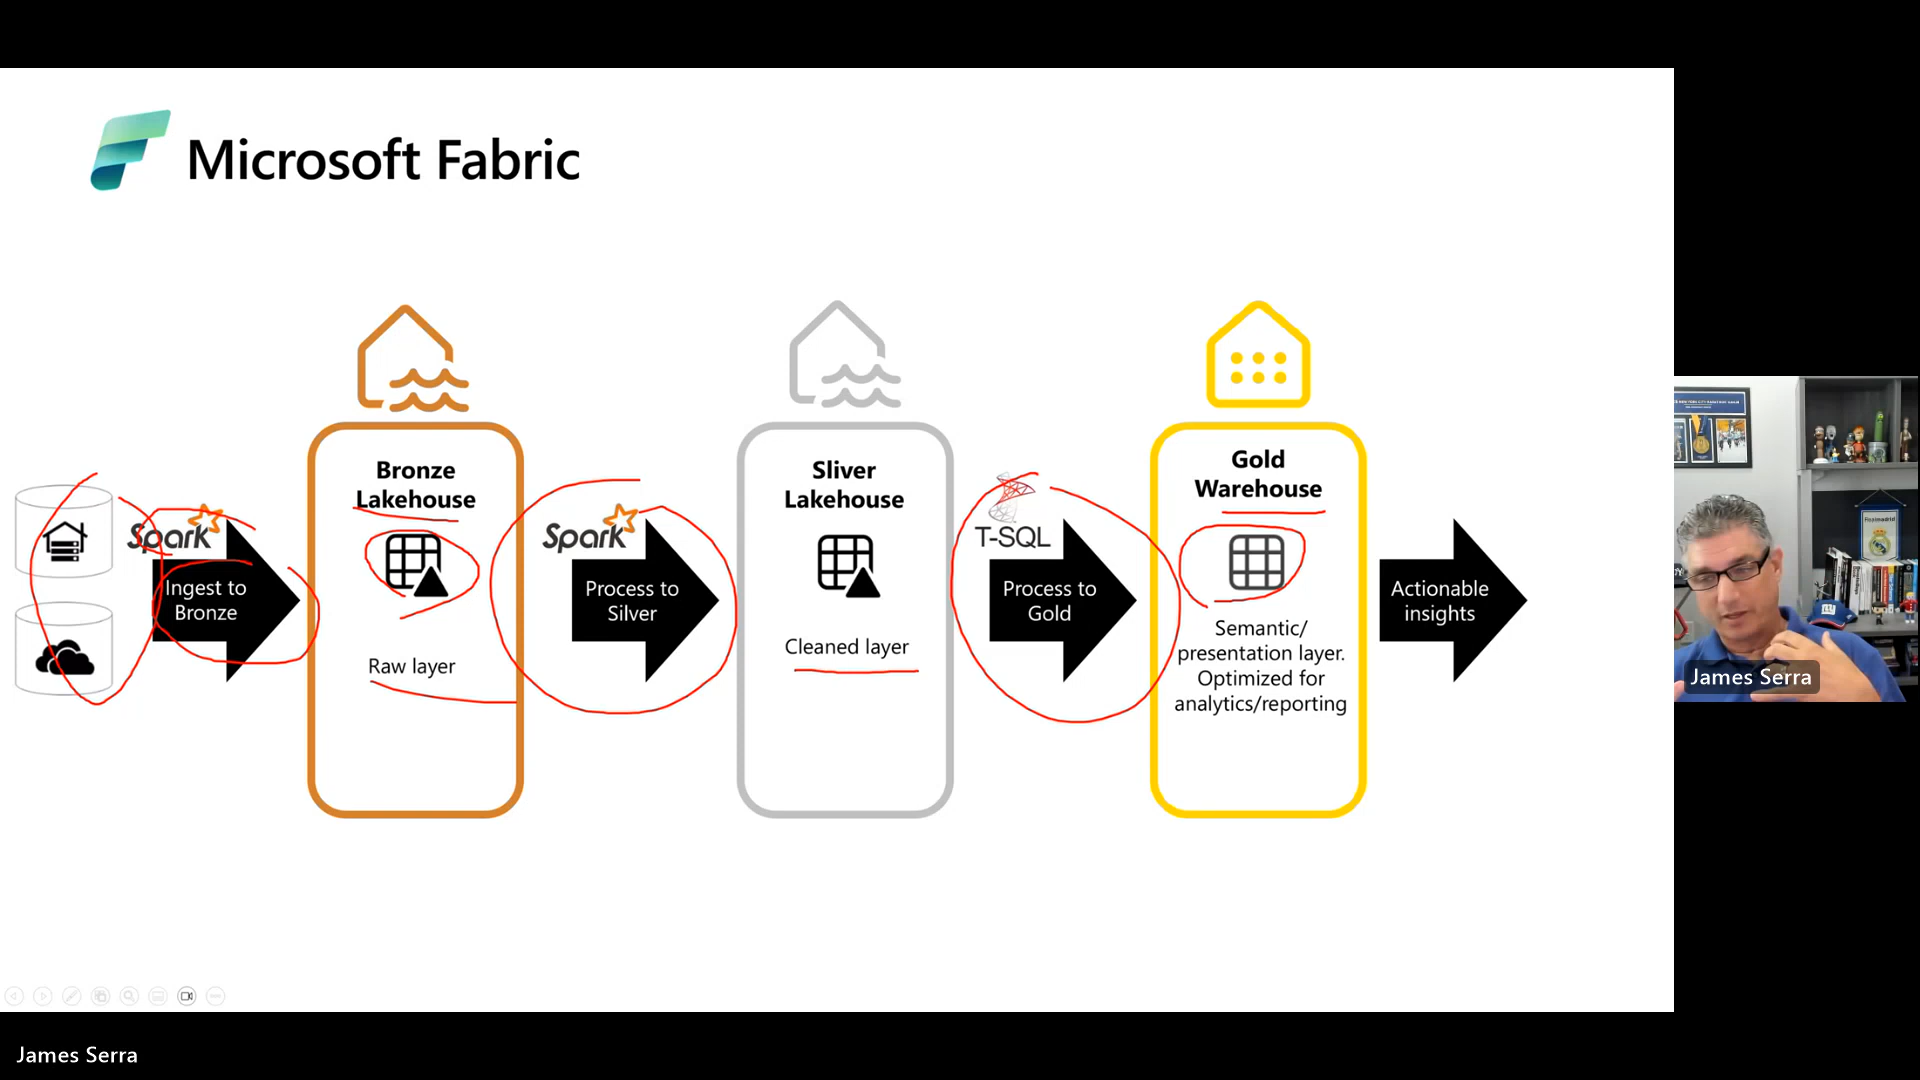 Microsoft Fabric
Spark
Ingest to
Bronze
Bronze
Lakehouse
Raw layer
Spark
Process to
Silver
Sliver
Lakehouse
Cleaned layer
T-SQL
Process to
Gold
Gold
Warehouse
Semantic/
presentation layer.
Optimized for
analytics/reporting
Actionable
insights
James Serra
James Serra